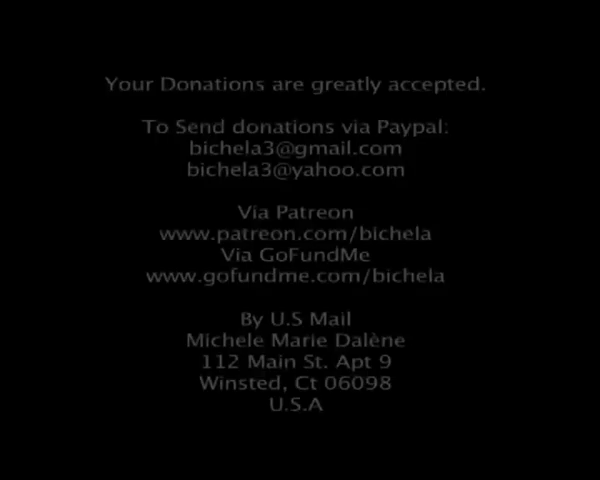 Your Donations are greatly accepted.
To Send donations via Paypal:
bichela3@gmail.com
bichela3@yahoo.com
Via Patreon
www.patreon.com/bichela
Via GoFundMe
www.gofundme.com/bichela
By U.S Mail
Michele Marie Dalène
112 Main St. Apt 9
Winsted, Ct 06098
U.S.A